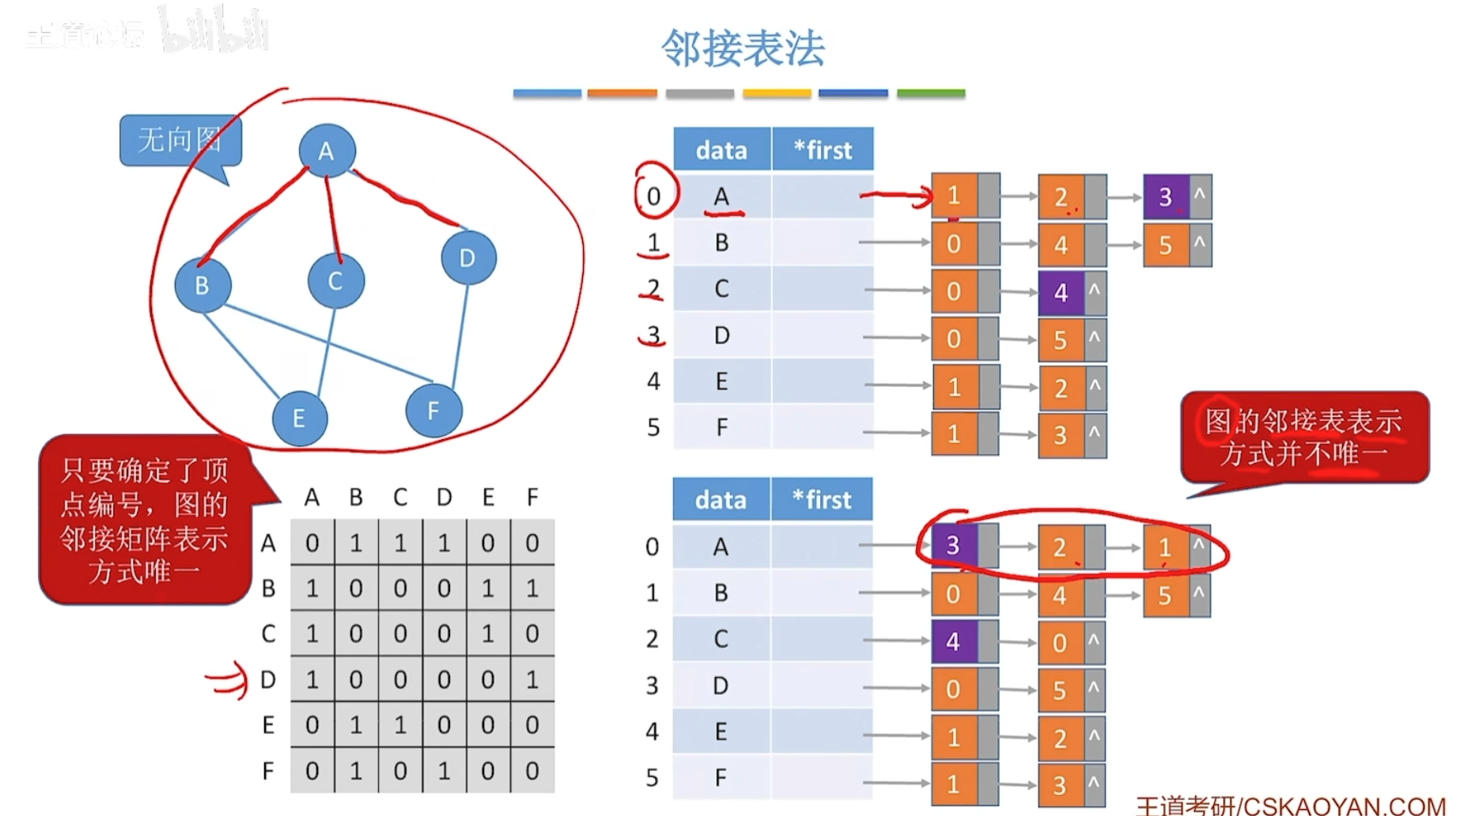 王道论坛 bilibili
邻接表法
无向图
A
B
C
D
E
F
data *first
0 A 1 2 3 ^
1 B 0 4 5 ^
2 C 0 4 ^
3 D 0 5 ^
4 E 1 2 ^
5 F 1 3 ^
图的邻接表表示
方式并不唯一
只要确定了顶
点编号，图的
邻接矩阵表示
方式唯一
A B C D E F
A 0 1 1 1 0 0
B 1 0 0 0 1 1
C 1 0 0 0 1 0
D 1 0 0 0 0 1
E 0 1 1 0 0 0
F 0 1 0 1 0 0
data *first
0 A 3 2 1 ^
1 B 0 4 5 ^
2 C 4 0 ^
3 D 0 5 ^
4 E 1 2 ^
5 F 1 3 ^
王道考研/CSKAOYAN.COM